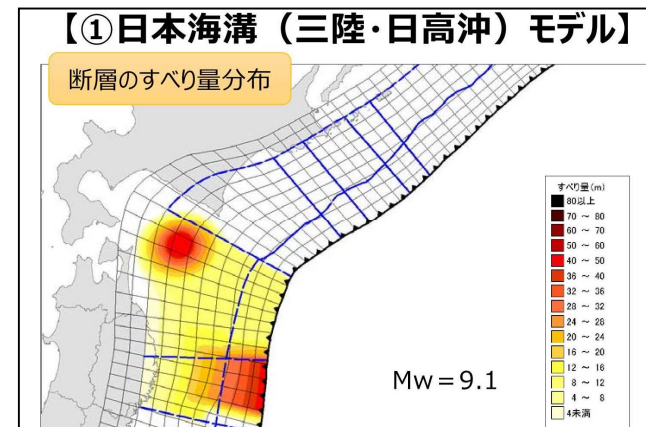 【①日本海溝（三陸・日高沖）モデル】
断層のすべり量分布
すべり量(m)
80以上
70 ～ 80
60 ～ 70
50 ～ 60
40 ～ 50
36 ～ 40
32 ～ 36
28 ～ 32
24 ～ 28
20 ～ 24
16 ～ 20
12 ～ 16
8 ～ 12
4 ～ 8
4未満
Mw＝9.1